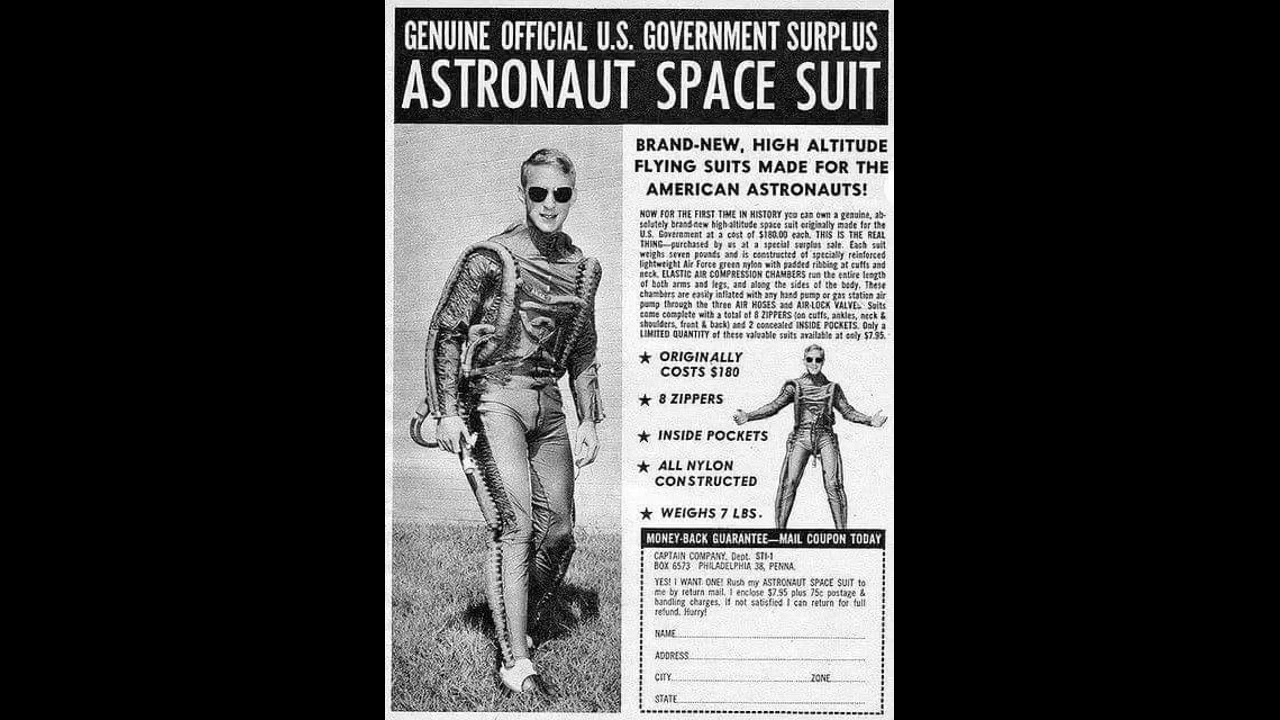 GENUINE OFFICIAL U.S. GOVERNMENT SURPLUS
ASTRONAUT SPACE SUIT
BRAND-NEW, HIGH ALTITUDE
FLYING SUITS MADE FOR THE
AMERICAN ASTRONAUTS!
NOW FOR THE FIRST TIME IN HISTORY you can own a genuine, ab-
solutely brand-new high-altitude space suit originally made for the
U.S. Government at a cost of $180.00 each. THIS IS THE REAL
THING—purchased by us at a special surplus sale. Each suit
weighs seven pounds and is constructed of specially reinforced
lightweight Air Force green nylon with padded ribbing at cuffs and
neck. ELASTIC AIR COMPRESSION CHAMBERS run the entire length
of both arms and legs, and along the sides of the body. These
chambers are easily inflated with any hand pump or gas station air
pump through the three AIR HOSES and AIR-LOCK VALVE. Suits
come complete with a total of 8 ZIPPERS (on cuffs, ankles, neck &
shoulders, front & back) and 2 concealed INSIDE POCKETS. Only a
LIMITED QUANTITY of these valuable suits available at only $7.95.
★ ORIGINALLY
COSTS $180
★ 8 ZIPPERS
★ INSIDE POCKETS
★ ALL NYLON
CONSTRUCTED
★ WEIGHS 7 LBS.
MONEY-BACK GUARANTEE—MAIL COUPON TODAY
CAPTAIN COMPANY, Dept. STI-1
BOX 6573 PHILADELPHIA 38, PENNA.
YES! I WANT ONE! Rush my ASTRONAUT SPACE SUIT to
me by return mail. I enclose $7.95 plus 75c postage &
handling charges. If not satisfied I can return for full
refund. Hurry!
NAME
ADDRESS
CITY ZONE
STATE